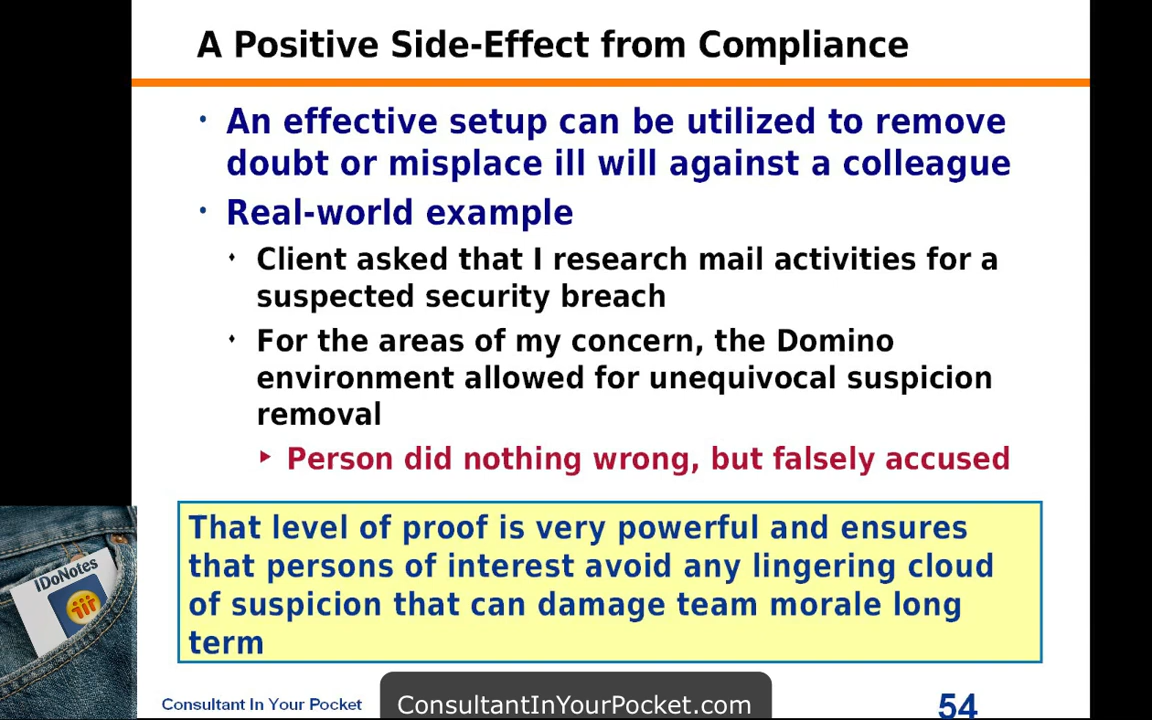 A Positive Side-Effect from Compliance
• An effective setup can be utilized to remove
doubt or misplace ill will against a colleague
• Real-world example
♦ Client asked that I research mail activities for a
suspected security breach
♦ For the areas of my concern, the Domino
environment allowed for unequivocal suspicion
removal
► Person did nothing wrong, but falsely accused
That level of proof is very powerful and ensures
that persons of interest avoid any lingering cloud
of suspicion that can damage team morale long
term
IDoNotes
Consultant In Your Pocket
ConsultantInYourPocket.com
54